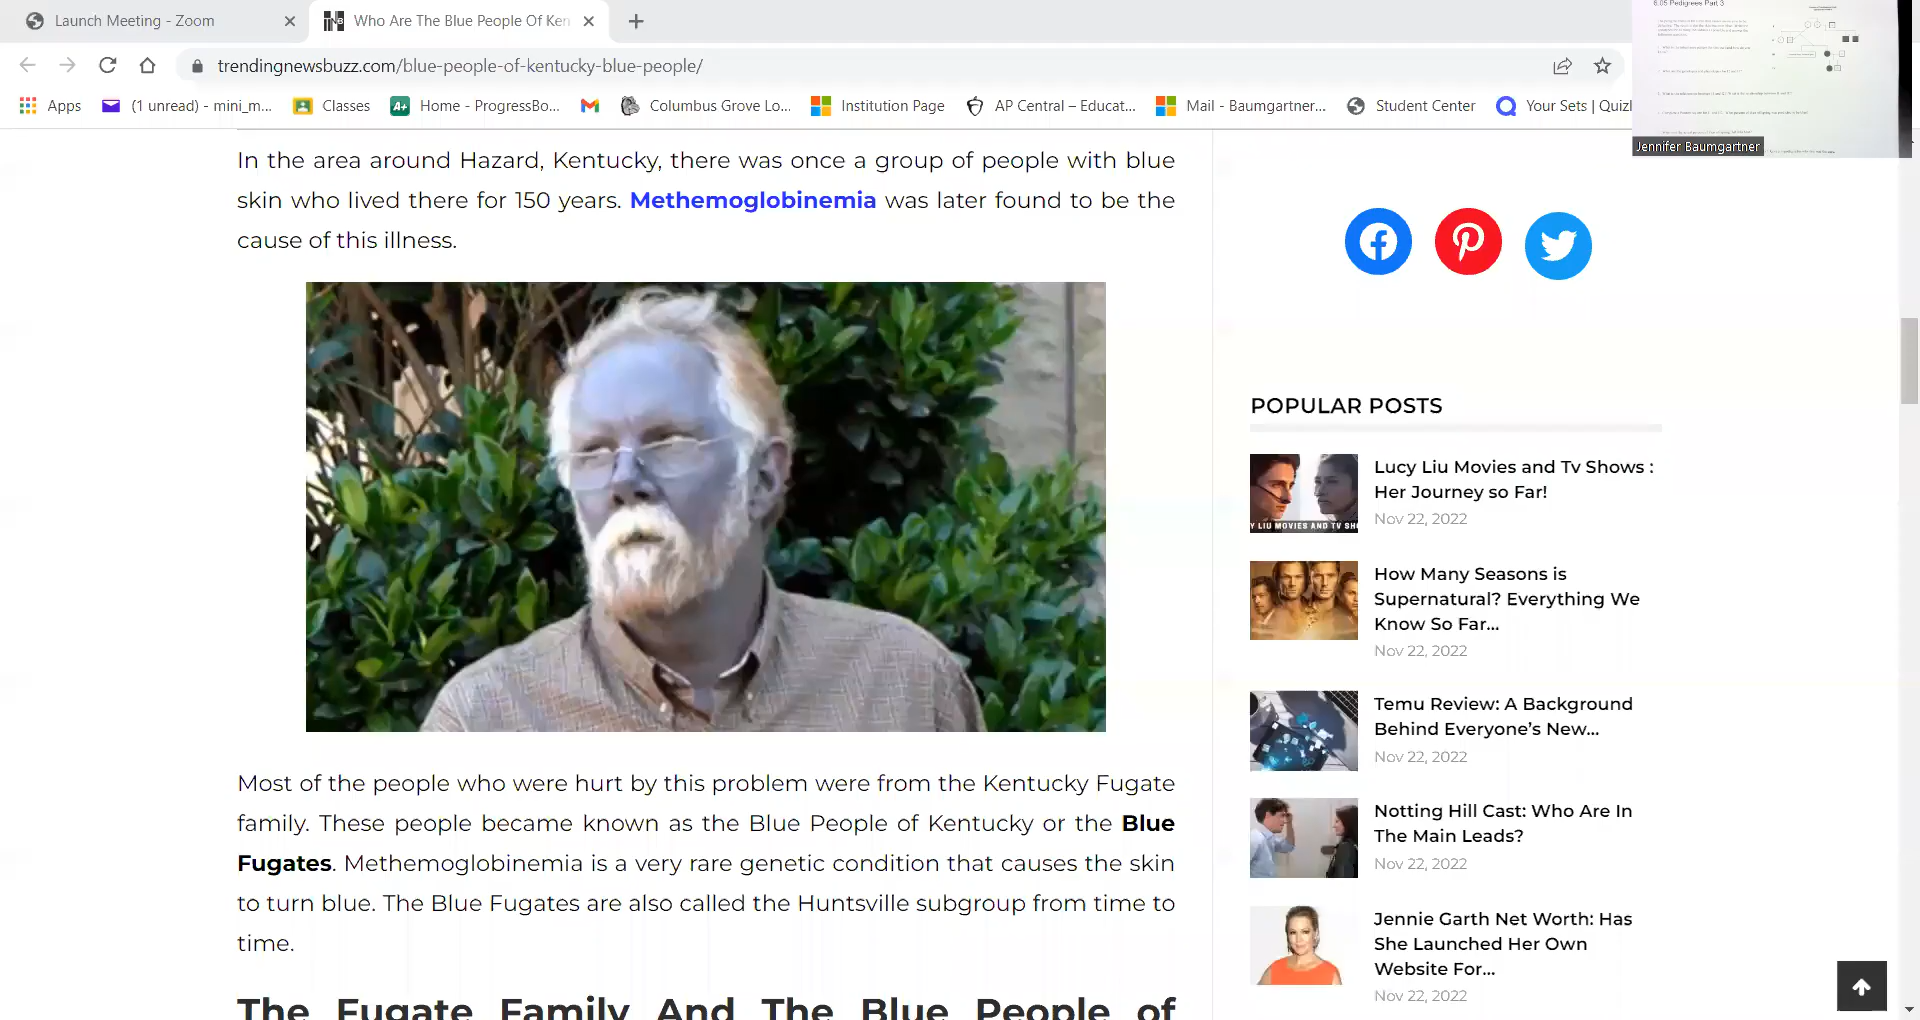 Launch Meeting - Zoom
Who Are The Blue People Of Ken
6.05 Pedigrees Part 3
trendingnewsbuzz.com/blue-people-of-kentucky-blue-people/
Apps
(1 unread) - mini_m...
Classes
A+ Home - ProgressBo...
Columbus Grove Lo...
Institution Page
AP Central – Educat...
Mail - Baumgartner...
Student Center
Your Sets | Quizl
Jennifer Baumgartner
In the area around Hazard, Kentucky, there was once a group of people with blue
skin who lived there for 150 years. Methemoglobinemia was later found to be the
cause of this illness.
Most of the people who were hurt by this problem were from the Kentucky Fugate
family. These people became known as the Blue People of Kentucky or the Blue
Fugates. Methemoglobinemia is a very rare genetic condition that causes the skin
to turn blue. The Blue Fugates are also called the Huntsville subgroup from time to
time.
The Fugate Family And The Blue People of
POPULAR POSTS
Y LIU MOVIES AND TV SH
Lucy Liu Movies and Tv Shows :
Her Journey so Far!
Nov 22, 2022
How Many Seasons is
Supernatural? Everything We
Know So Far...
Nov 22, 2022
Temu Review: A Background
Behind Everyone’s New...
Nov 22, 2022
Notting Hill Cast: Who Are In
The Main Leads?
Nov 22, 2022
Jennie Garth Net Worth: Has
She Launched Her Own
Website For...
Nov 22, 2022